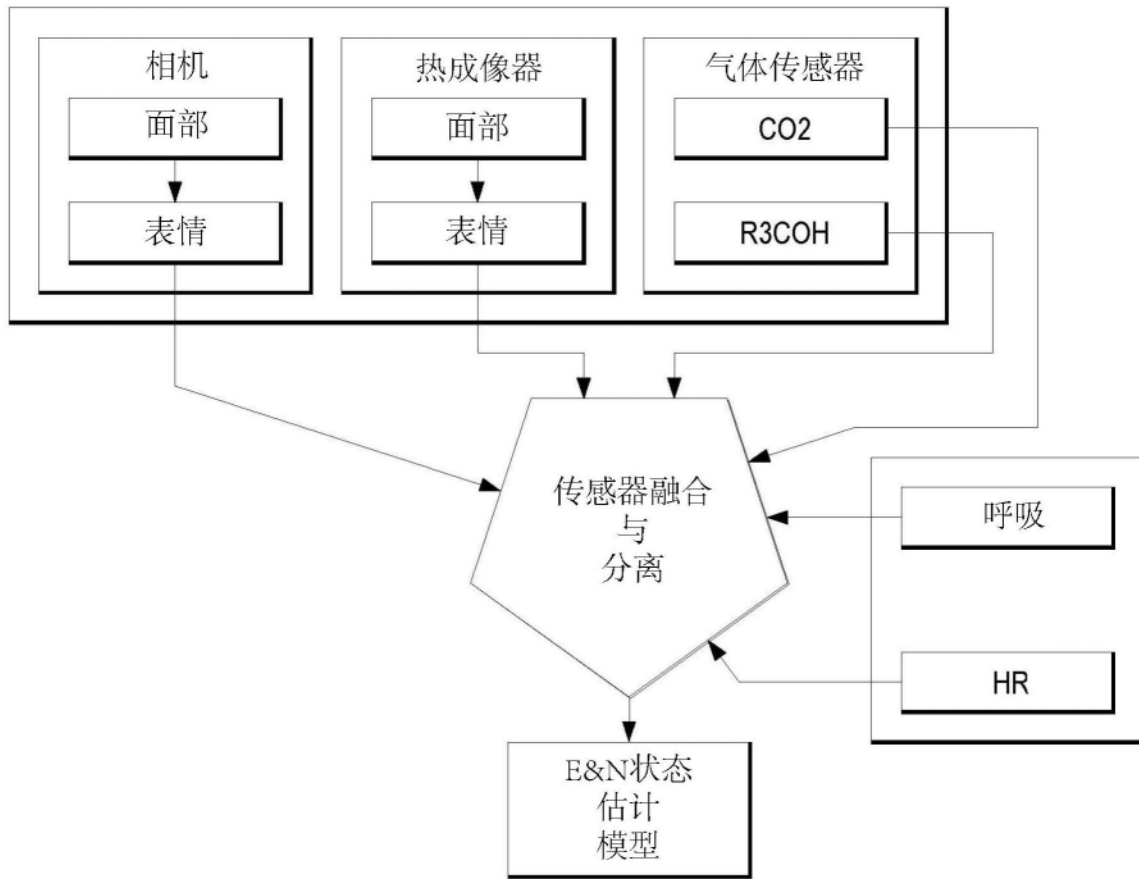 相机
面部
表情
热成像器
面部
表情
气体传感器
CO2
R3COH
传感器融合
与
分离
呼吸
HR
E&N状态
估计
模型